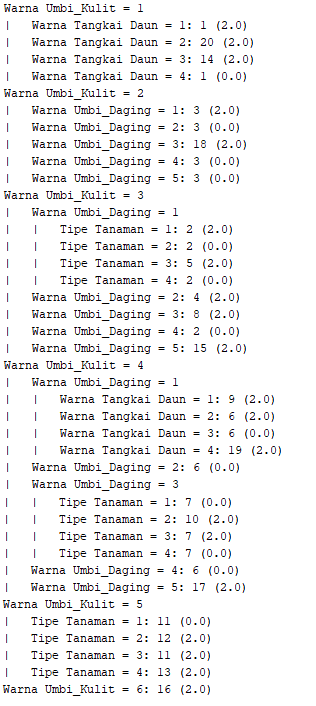 Warna Umbi_Kulit = 1
|   Warna Tangkai Daun = 1: 1 (2.0)
|   Warna Tangkai Daun = 2: 20 (2.0)
|   Warna Tangkai Daun = 3: 14 (2.0)
|   Warna Tangkai Daun = 4: 1 (0.0)
Warna Umbi_Kulit = 2
|   Warna Umbi_Daging = 1: 3 (2.0)
|   Warna Umbi_Daging = 2: 3 (0.0)
|   Warna Umbi_Daging = 3: 18 (2.0)
|   Warna Umbi_Daging = 4: 3 (0.0)
|   Warna Umbi_Daging = 5: 3 (0.0)
Warna Umbi_Kulit = 3
|   Warna Umbi_Daging = 1
|   |   Tipe Tanaman = 1: 2 (2.0)
|   |   Tipe Tanaman = 2: 2 (0.0)
|   |   Tipe Tanaman = 3: 5 (2.0)
|   |   Tipe Tanaman = 4: 2 (0.0)
|   Warna Umbi_Daging = 2: 4 (2.0)
|   Warna Umbi_Daging = 3: 8 (2.0)
|   Warna Umbi_Daging = 4: 2 (0.0)
|   Warna Umbi_Daging = 5: 15 (2.0)
Warna Umbi_Kulit = 4
|   Warna Umbi_Daging = 1
|   |   Warna Tangkai Daun = 1: 9 (2.0)
|   |   Warna Tangkai Daun = 2: 6 (2.0)
|   |   Warna Tangkai Daun = 3: 6 (0.0)
|   |   Warna Tangkai Daun = 4: 19 (2.0)
|   Warna Umbi_Daging = 2: 6 (0.0)
|   Warna Umbi_Daging = 3
|   |   Tipe Tanaman = 1: 7 (0.0)
|   |   Tipe Tanaman = 2: 10 (2.0)
|   |   Tipe Tanaman = 3: 7 (2.0)
|   |   Tipe Tanaman = 4: 7 (0.0)
|   Warna Umbi_Daging = 4: 6 (0.0)
|   Warna Umbi_Daging = 5: 17 (2.0)
Warna Umbi_Kulit = 5
|   Tipe Tanaman = 1: 11 (0.0)
|   Tipe Tanaman = 2: 12 (2.0)
|   Tipe Tanaman = 3: 11 (2.0)
|   Tipe Tanaman = 4: 13 (2.0)
Warna Umbi_Kulit = 6: 16 (2.0)